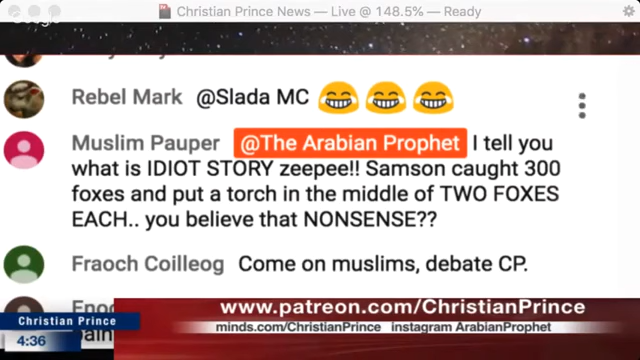 Christian Prince News — Live @ 148.5% — Ready
Rebel Mark @Slada MC
Muslim Pauper @The Arabian Prophet I tell you
what is IDIOT STORY zeepee!! Samson caught 300
foxes and put a torch in the middle of TWO FOXES
EACH.. you believe that NONSENSE??
Fraoch Coilleog Come on muslims, debate CP.
www.patreon.com/ChristianPrince
minds.com/ChristianPrince instagram ArabianProphet
Christian Prince
4:36